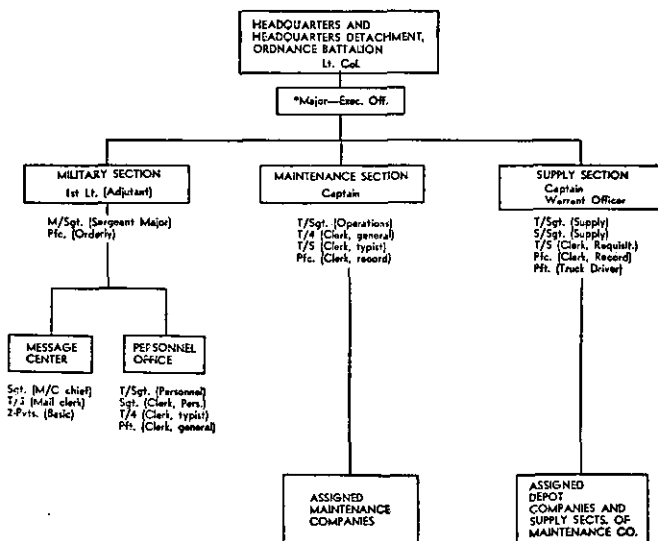 HEADQUARTERS AND
HEADQUARTERS DETACHMENT,
ORDNANCE BATTALION
Lt. Col.
*Major—Exec. Off.
MILITARY SECTION
1st Lt. (Adjutant)
M/Sgt. (Sergeant Major)
Pfc. (Orderly)
MESSAGE
CENTER
Sgt. (M/C chief)
(Mail clerk)
2-Pvts. (Basic)
PERSONNEL
OFFICE
T/Sgt. (Personnel)
Sgt. (Clerk, Pers.)
T/4 (Clerk, typist)
Pft. (Clerk, general)
MAINTENANCE SECTION
Captain
T/Sgt. (Operations)
T/4 (Clerk, general)
T/5 (Clerk, typist)
Pfc. (Clerk, record)
ASSIGNED
MAINTENANCE
COMPANIES
SUPPLY SECTION
Captain
Warrant Officer
T/Sgt. (Supply)
S/Sgt. (Supply)
T/5 (Clerk, Requisit.)
Pfc. (Clerk, Record)
Pft. (Truck Driver)
ASSIGNED
DEPOT
COMPANIES AND
SUPPLY SECTS. OF
MAINTENANCE CO.